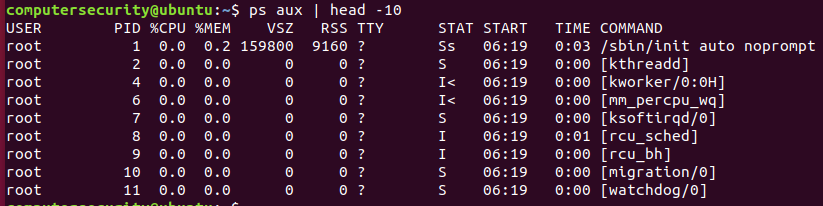 computersecurity@ubuntu:~$ ps aux | head -10
USER       PID %CPU %MEM    VSZ   RSS TTY      STAT START   TIME COMMAND
root         1  0.0  0.2 159800  9160 ?        Ss   06:19   0:03 /sbin/init auto noprompt
root         2  0.0  0.0      0     0 ?        S    06:19   0:00 [kthreadd]
root         4  0.0  0.0      0     0 ?        I<   06:19   0:00 [kworker/0:0H]
root         6  0.0  0.0      0     0 ?        I<   06:19   0:00 [mm_percpu_wq]
root         7  0.0  0.0      0     0 ?        S    06:19   0:00 [ksoftirqd/0]
root         8  0.0  0.0      0     0 ?        I    06:19   0:01 [rcu_sched]
root         9  0.0  0.0      0     0 ?        I    06:19   0:00 [rcu_bh]
root        10  0.0  0.0      0     0 ?        S    06:19   0:00 [migration/0]
root        11  0.0  0.0      0     0 ?        S    06:19   0:00 [watchdog/0]
computersecurity@ubuntu:~$